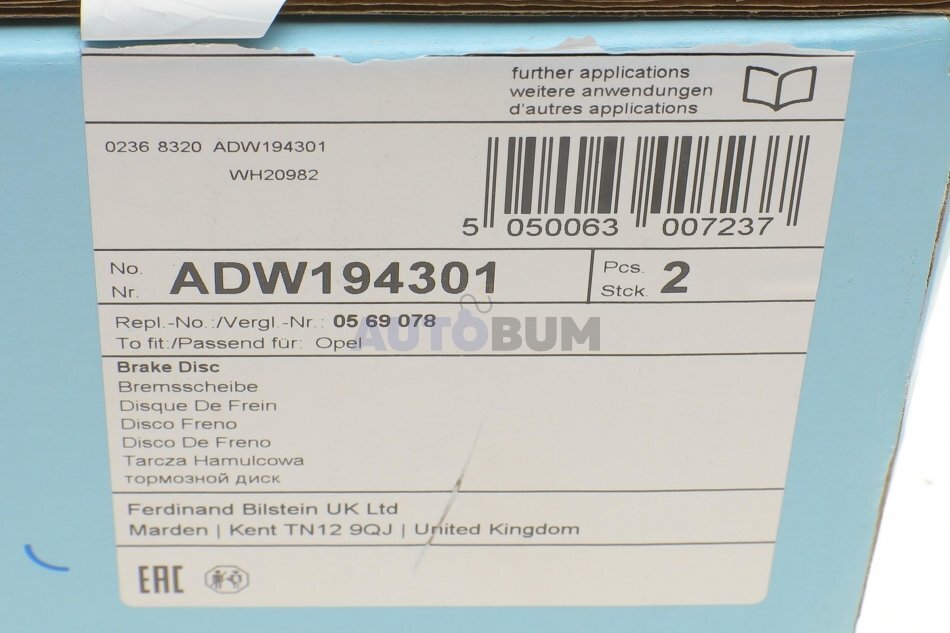 further applications
weitere anwendungen
d'autres applications
0236 8320 ADW194301
WH20982
5 050063 007237
No.
Nr.
ADW194301
Pcs.
Stck.
2
Repl.-No.:/Vergl.-Nr.: 05 69 078
To fit:/Passend für: Opel
AUTOBUM
Brake Disc
Bremsscheibe
Disque De Frein
Disco Freno
Disco De Freno
Tarcza Hamulcowa
тормозной диск
Ferdinand Bilstein UK Ltd
Marden | Kent TN12 9QJ | United Kingdom
EAC